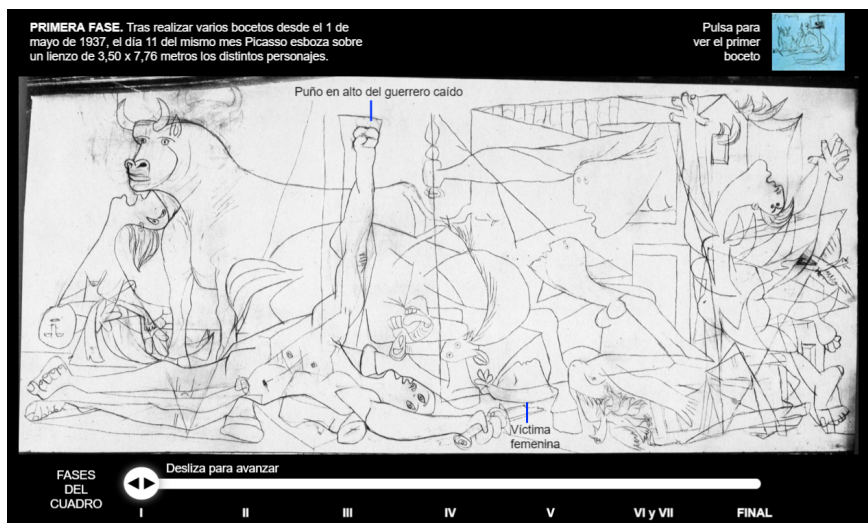 PRIMERA FASE. Tras realizar varios bocetos desde el 1 de
mayo de 1937, el día 11 del mismo mes Picasso esboza sobre
un lienzo de 3,50 x 7,76 metros los distintos personajes.
Pulsa para
ver el primer
boceto
Puño en alto del guerrero caído
Víctima
femenina
FASES
DEL
CUADRO
Desliza para avanzar
I
II
III
IV
V
VI y VII
FINAL